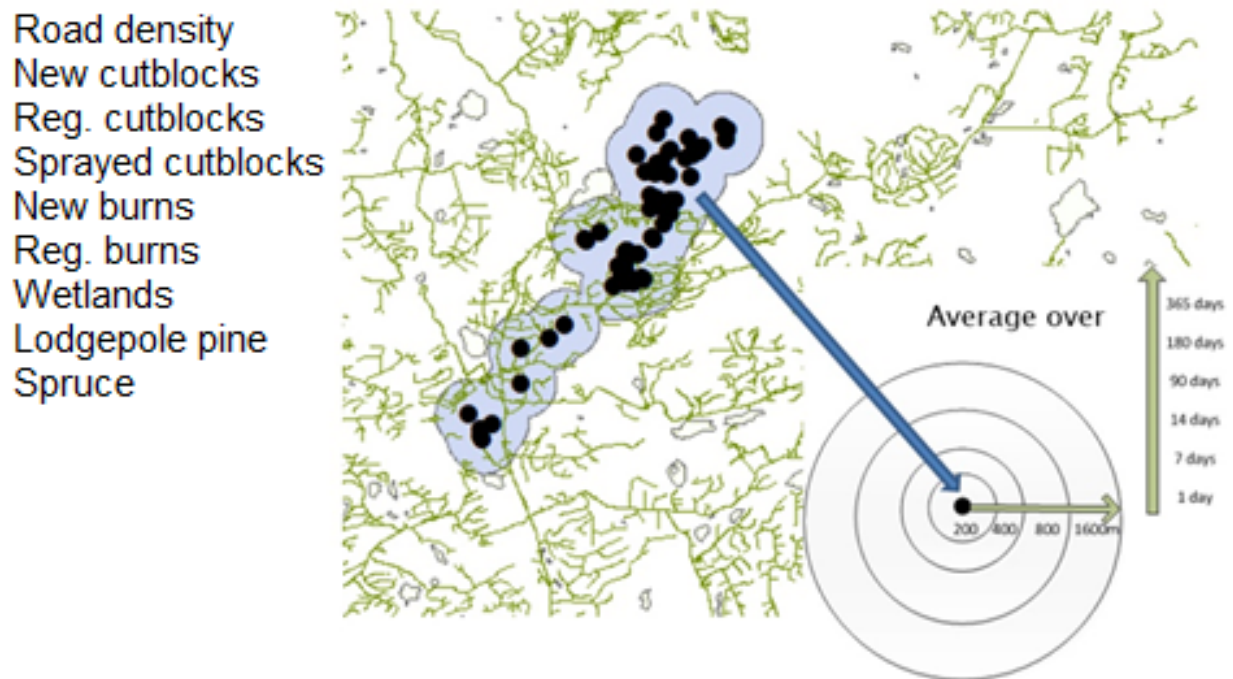 Road density
New cutblocks
Reg. cutblocks
Sprayed cutblocks
New burns
Reg. burns
Wetlands
Lodgepole pine
Spruce
Average over
365 days
180 days
90 days
14 days
7 days
1 day
200 400 800 1600m